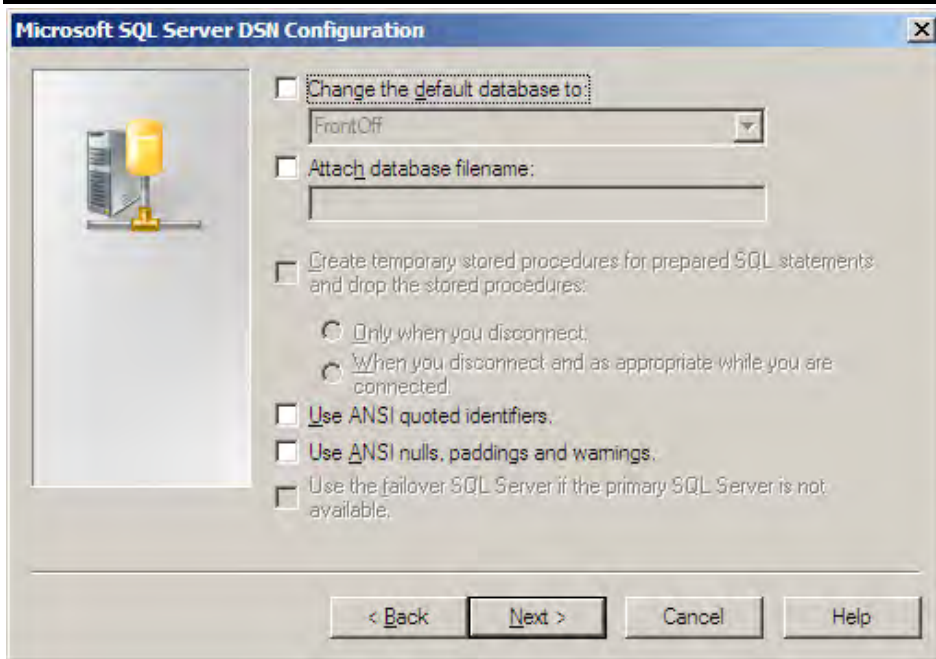 Microsoft SQL Server DSN Configuration
Change the default database to:
FrontOff
Attach database filename:
Create temporary stored procedures for prepared SQL statements
and drop the stored procedures:
Only when you disconnect.
When you disconnect and as appropriate while you are
connected.
Use ANSI quoted identifiers.
Use ANSI nulls, paddings and warnings.
Use the failover SQL Server if the primary SQL Server is not
available.
< Back
Next >
Cancel
Help